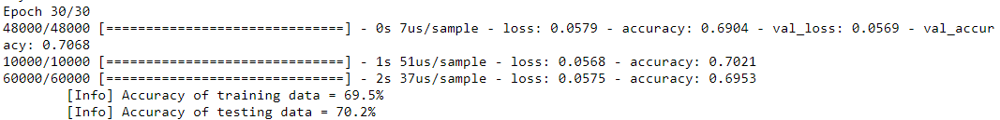 Epoch 30/30
48000/48000 [==============================] - 0s 7us/sample - loss: 0.0579 - accuracy: 0.6904 - val_loss: 0.0569 - val_accur
acy: 0.7068
10000/10000 [==============================] - 1s 51us/sample - loss: 0.0568 - accuracy: 0.7021
60000/60000 [==============================] - 2s 37us/sample - loss: 0.0575 - accuracy: 0.6953
        [Info] Accuracy of training data = 69.5%
        [Info] Accuracy of testing data = 70.2%